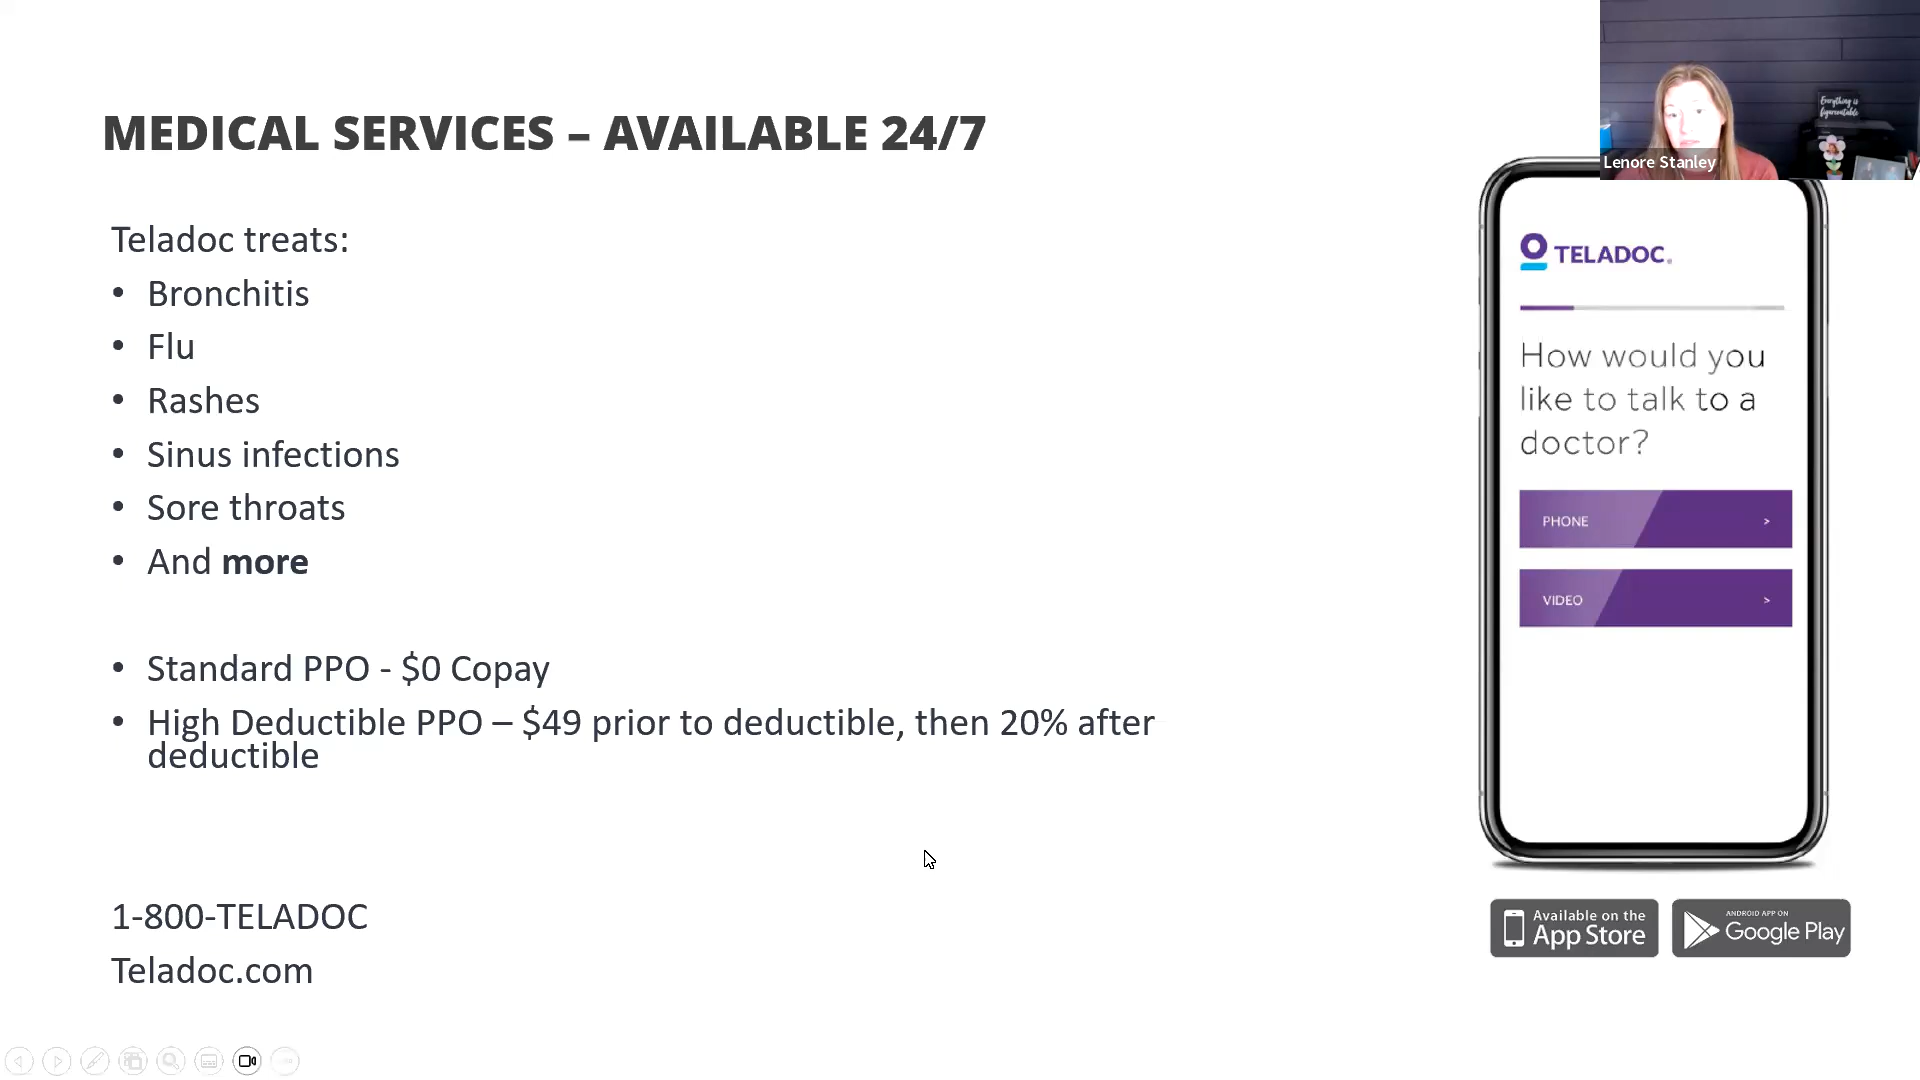 MEDICAL SERVICES – AVAILABLE 24/7
Teladoc treats:
• Bronchitis
• Flu
• Rashes
• Sinus infections
• Sore throats
• And more
• Standard PPO - $0 Copay
• High Deductible PPO – $49 prior to deductible, then 20% after
deductible
1-800-TELADOC
Teladoc.com
Everything is
figureoutable
Lenore Stanley
TELADOC®
How would you
like to talk to a
doctor?
PHONE >
VIDEO >
Available on the
App Store
ANDROID APP ON
Google Play